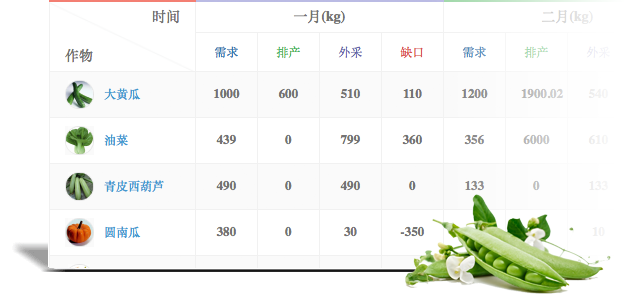 时间 一月(kg) 二月(kg)
作物 需求 排产 外采 缺口 需求 排产 外采
大黄瓜 1000 600 510 110 1200 1900.02 540
油菜 439 0 799 360 356 6000 610
青皮西葫芦 490 0 490 0 133 0 133
圆南瓜 380 0 30 -350 10